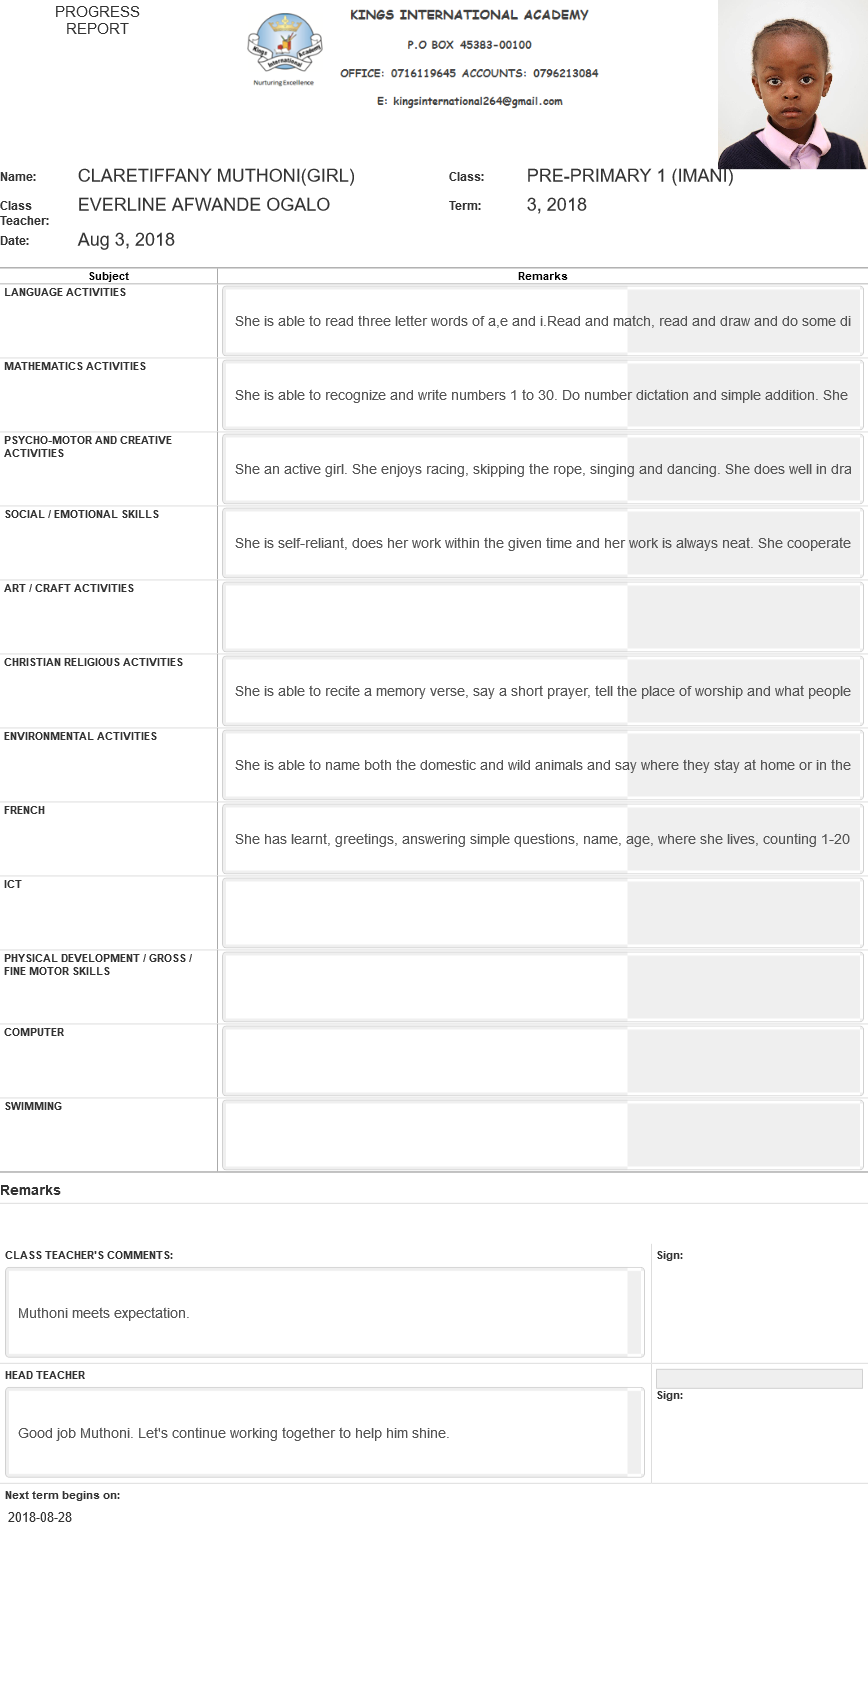 PROGRESS
REPORT
KINGS INTERNATIONAL ACADEMY
P.O BOX 45383-00100
OFFICE: 0716119645 ACCOUNTS: 0796213084
E: kingsinternational264@gmail.com
Kings International Academy
Nurturing Excellence
Name: CLARETIFFANY MUTHONI(GIRL) Class: PRE-PRIMARY 1 (IMANI)
Class Teacher: EVERLINE AFWANDE OGALO Term: 3, 2018
Date: Aug 3, 2018
Subject Remarks
LANGUAGE ACTIVITIES
She is able to read three letter words of a,e and i.Read and match, read and draw and do some di
MATHEMATICS ACTIVITIES
She is able to recognize and write numbers 1 to 30. Do number dictation and simple addition. She
PSYCHO-MOTOR AND CREATIVE
ACTIVITIES
She an active girl. She enjoys racing, skipping the rope, singing and dancing. She does well in dra
SOCIAL / EMOTIONAL SKILLS
She is self-reliant, does her work within the given time and her work is always neat. She cooperate
ART / CRAFT ACTIVITIES
CHRISTIAN RELIGIOUS ACTIVITIES
She is able to recite a memory verse, say a short prayer, tell the place of worship and what people
ENVIRONMENTAL ACTIVITIES
She is able to name both the domestic and wild animals and say where they stay at home or in the
FRENCH
She has learnt, greetings, answering simple questions, name, age, where she lives, counting 1-20
ICT
PHYSICAL DEVELOPMENT / GROSS /
FINE MOTOR SKILLS
COMPUTER
SWIMMING
Remarks
CLASS TEACHER'S COMMENTS: Sign:
Muthoni meets expectation.
HEAD TEACHER
Sign:
Good job Muthoni. Let's continue working together to help him shine.
Next term begins on:
2018-08-28